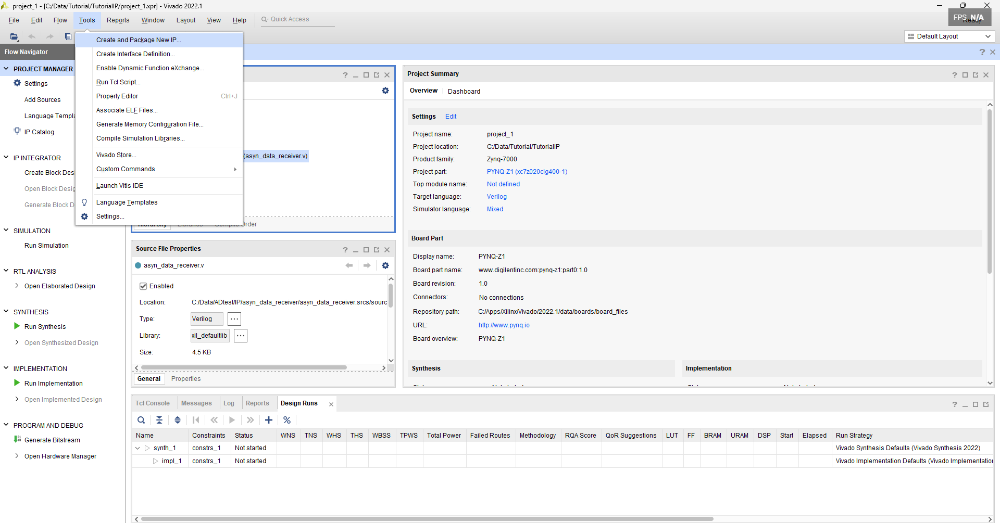 project_1 - [C:/Data/Tutorial/TutorialIP/project_1.xpr] - Vivado 2022.1
File Edit Flow Tools Reports Window Layout View Help Quick Access
FPS N/A
Ready
Default Layout
Create and Package New IP...
Create Interface Definition...
Enable Dynamic Function eXchange...
Run Tcl Script...
Property Editor Ctrl+J
Associate ELF Files...
Generate Memory Configuration File...
Compile Simulation Libraries...
Vivado Store...
Custom Commands
Launch Vitis IDE
Language Templates
Settings...
Flow Navigator
PROJECT MANAGER
Settings
Add Sources
Language Templa
IP Catalog
IP INTEGRATOR
Create Block Des
Open Block Desig
Generate Block D
SIMULATION
Run Simulation
RTL ANALYSIS
Open Elaborated Design
SYNTHESIS
Run Synthesis
Open Synthesized Design
IMPLEMENTATION
Run Implementation
Open Implemented Design
PROGRAM AND DEBUG
Generate Bitstream
Open Hardware Manager
(asyn_data_receiver.v)
Hierarchy Libraries Compile Order
Source File Properties
asyn_data_receiver.v
Enabled
Location: C:/Data/ADtest/IP/asyn_data_receiver/asyn_data_receiver.srcs/sourc
Type: Verilog
Library: xil_defaultlib
Size: 4.5 KB
General Properties
Project Summary
Overview | Dashboard
Settings Edit
Project name: project_1
Project location: C:/Data/Tutorial/TutorialIP
Product family: Zynq-7000
Project part: PYNQ-Z1 (xc7z020clg400-1)
Top module name: Not defined
Target language: Verilog
Simulator language: Mixed
Board Part
Display name: PYNQ-Z1
Board part name: www.digilentinc.com:pynq-z1:part0:1.0
Board revision: 1.0
Connectors: No connections
Repository path: C:/Apps/Xilinx/Vivado/2022.1/data/boards/board_files
URL: http://www.pynq.io
Board overview: PYNQ-Z1
Synthesis Implementation
Tcl Console Messages Log Reports Design Runs
Name Constraints Status WNS TNS WHS THS WBSS TPWS Total Power Failed Routes Methodology RQA Score QoR Suggestions LUT FF BRAM URAM DSP Start Elapsed Run Strategy
synth_1 constrs_1 Not started Vivado Synthesis Defaults (Vivado Synthesis 2022)
impl_1 constrs_1 Not started Vivado Implementation Defaults (Vivado Implementation